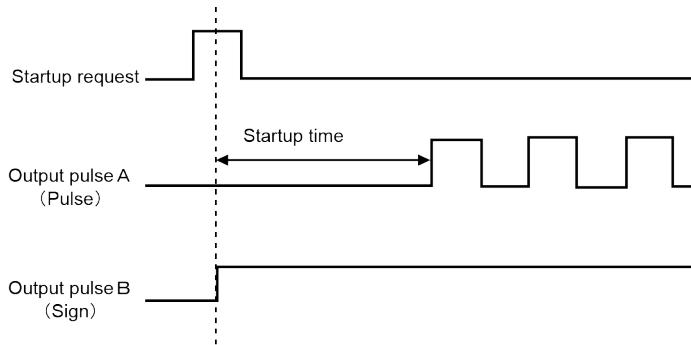 Startup request
Startup time
Output pulse A
（Pulse）
Output pulse B
（Sign）